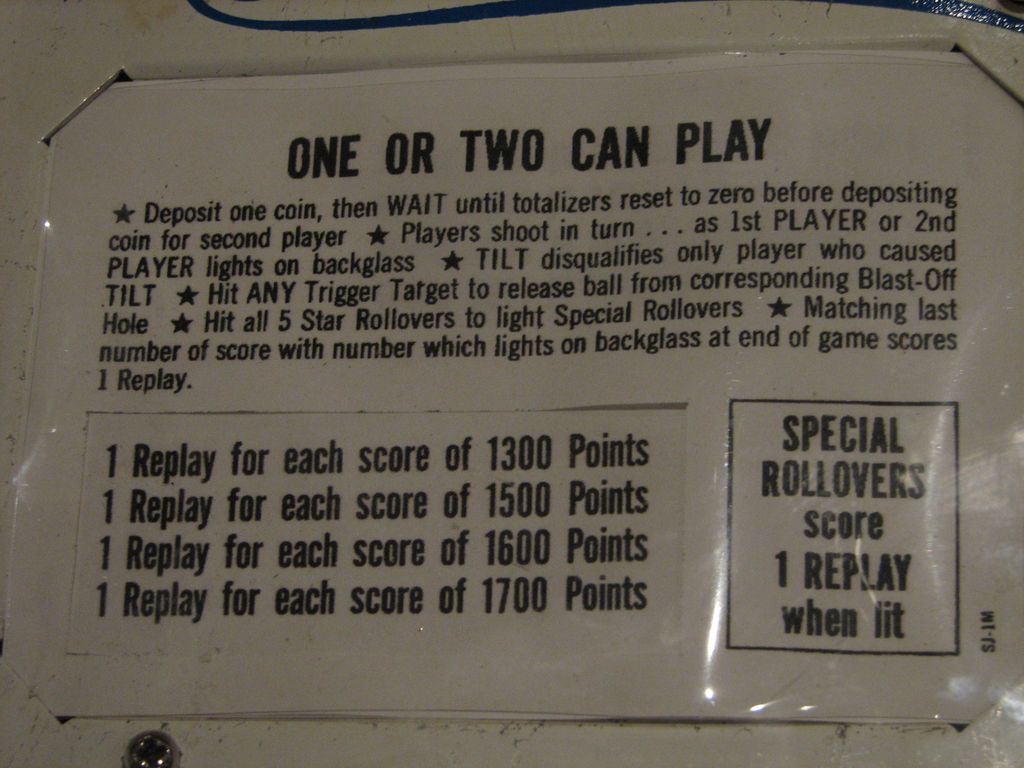 ONE OR TWO CAN PLAY
★ Deposit one coin, then WAIT until totalizers reset to zero before depositing
coin for second player ★ Players shoot in turn . . . as 1st PLAYER or 2nd
PLAYER lights on backglass ★ TILT disqualifies only player who caused
TILT ★ Hit ANY Trigger Target to release ball from corresponding Blast-Off
Hole ★ Hit all 5 Star Rollovers to light Special Rollovers ★ Matching last
number of score with number which lights on backglass at end of game scores
1 Replay.
1 Replay for each score of 1300 Points
1 Replay for each score of 1500 Points
1 Replay for each score of 1600 Points
1 Replay for each score of 1700 Points
SPECIAL
ROLLOVERS
score
1 REPLAY
when lit
SJ-1M